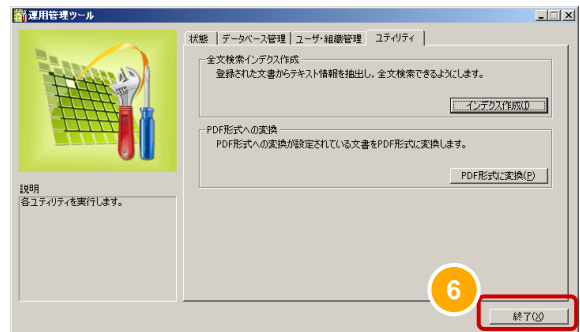 運用管理ツール
状態 データベース管理 ユーザ・組織管理 ユティリティ
全文検索インデクス作成
登録された文書からテキスト情報を抽出し，全文検索できるようにします。
インデクス作成(I)
PDF形式への変換
PDF形式への変換が設定されている文書をPDF形式に変換します。
PDF形式に変換(P)
説明
各ユティリティを実行します。
6
終了(X)